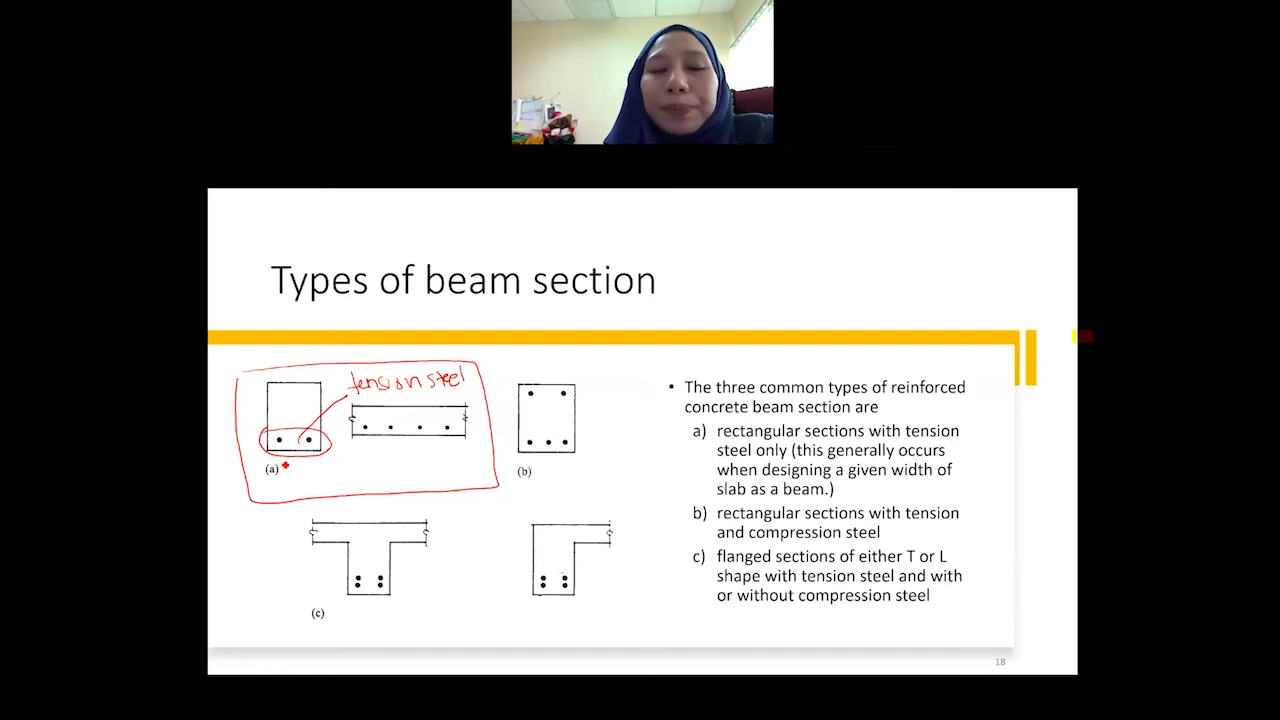 Types of beam section
tension steel
(a)
(b)
(c)
• The three common types of reinforced
concrete beam section are
a) rectangular sections with tension
steel only (this generally occurs
when designing a given width of
slab as a beam.)
b) rectangular sections with tension
and compression steel
c) flanged sections of either T or L
shape with tension steel and with
or without compression steel
18